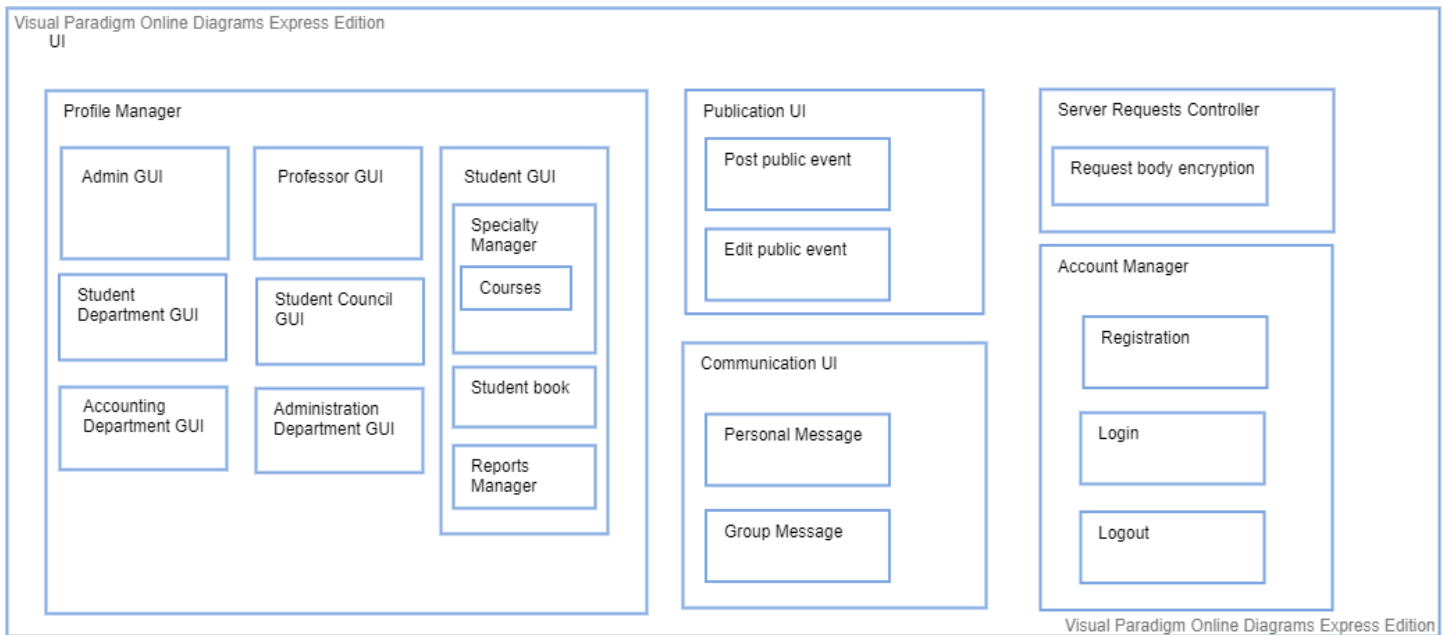 Visual Paradigm Online Diagrams Express Edition
UI
Profile Manager
Admin GUI
Professor GUI
Student GUI
Specialty
Manager
Courses
Student
Department GUI
Student Council
GUI
Student book
Accounting
Department GUI
Administration
Department GUI
Reports
Manager
Publication UI
Post public event
Edit public event
Communication UI
Personal Message
Group Message
Server Requests Controller
Request body encryption
Account Manager
Registration
Login
Logout
Visual Paradigm Online Diagrams Express Edition